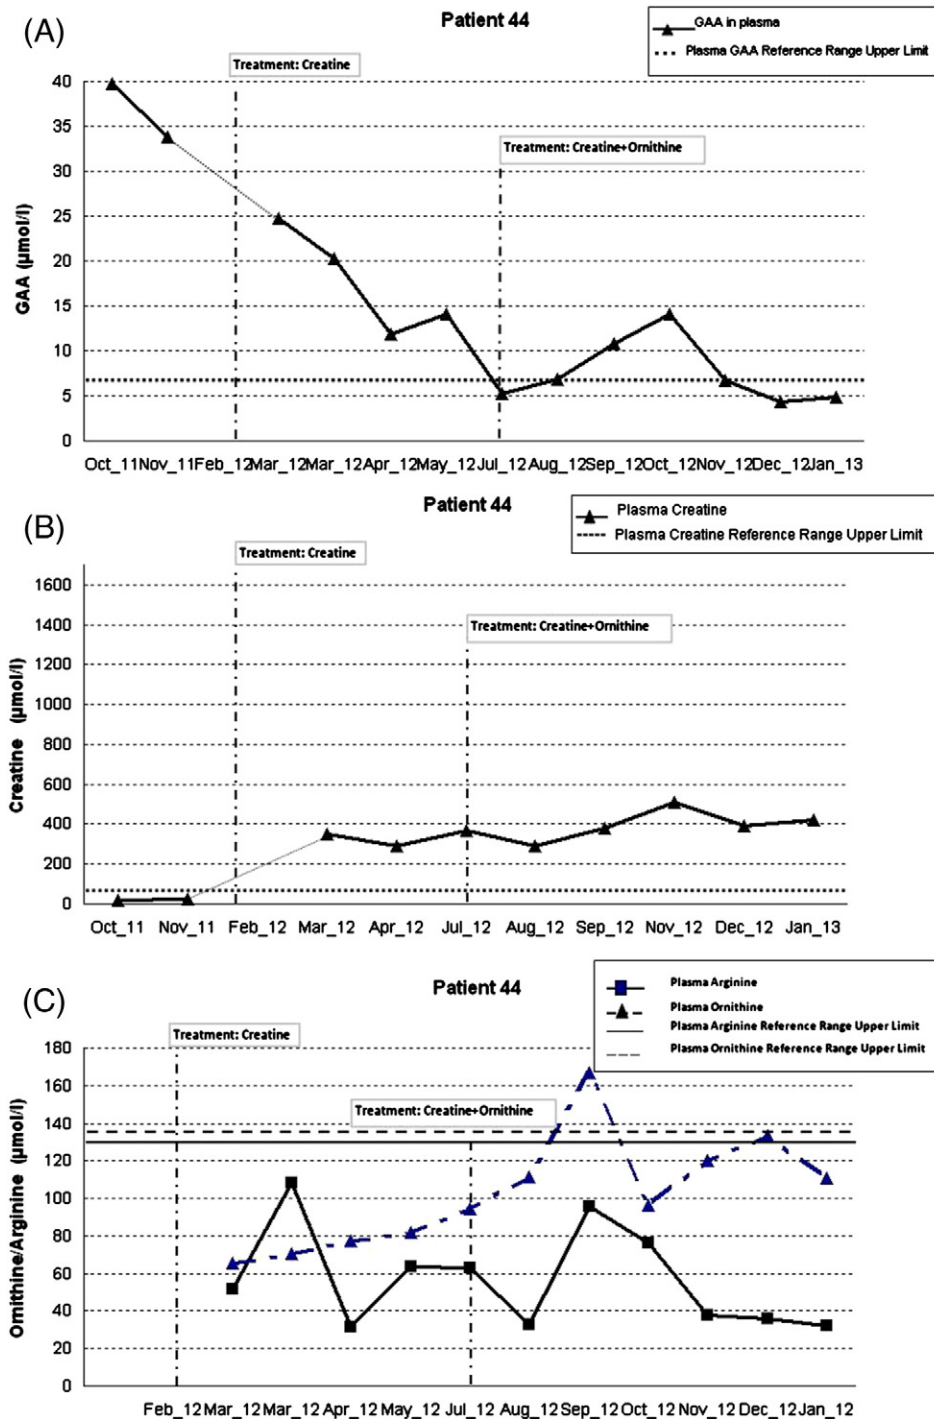 (A)
Patient 44
GAA in plasma
Plasma GAA Reference Range Upper Limit
Treatment: Creatine
Treatment: Creatine+Ornithine
GAA (µmol/l)
40
35
30
25
20
15
10
5
0
Oct_11 Nov_11 Feb_12 Mar_12 Mar_12 Apr_12 May_12 Jul_12 Aug_12 Sep_12 Oct_12 Nov_12 Dec_12 Jan_13
(B)
Patient 44
Plasma Creatine
Plasma Creatine Reference Range Upper Limit
Treatment: Creatine
Treatment: Creatine+Ornithine
Creatine (µmol/l)
1600
1400
1200
1000
800
600
400
200
0
Oct_11 Nov_11 Feb_12 Mar_12 Apr_12 Jul_12 Aug_12 Sep_12 Nov_12 Dec_12 Jan_13
(C)
Patient 44
Plasma Arginine
Plasma Ornithine
Plasma Arginine Reference Range Upper Limit
Plasma Ornithine Reference Range Upper Limit
Treatment: Creatine
Treatment: Creatine+Ornithine
Ornithine/Arginine (µmol/l)
180
160
140
120
100
80
60
40
20
0
Feb_12 Mar_12 Mar_12 Apr_12 May_12 Jul_12 Aug_12 Sep_12 Oct_12 Nov_12 Dec_12 Jan_12